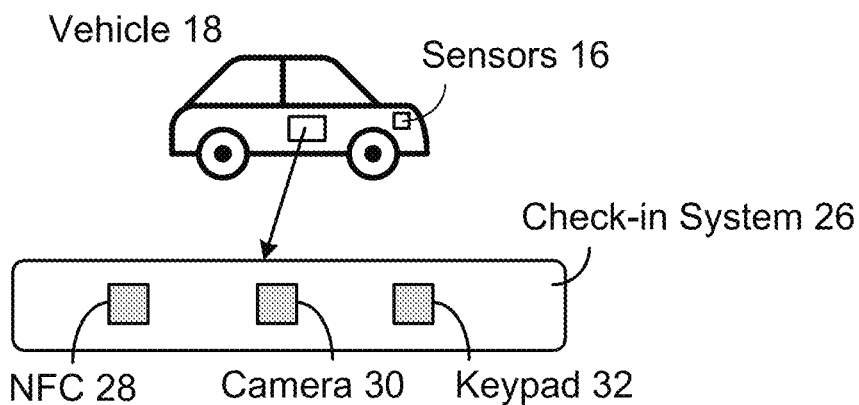 Vehicle 18
Sensors 16
Check-in System 26
NFC 28
Camera 30
Keypad 32